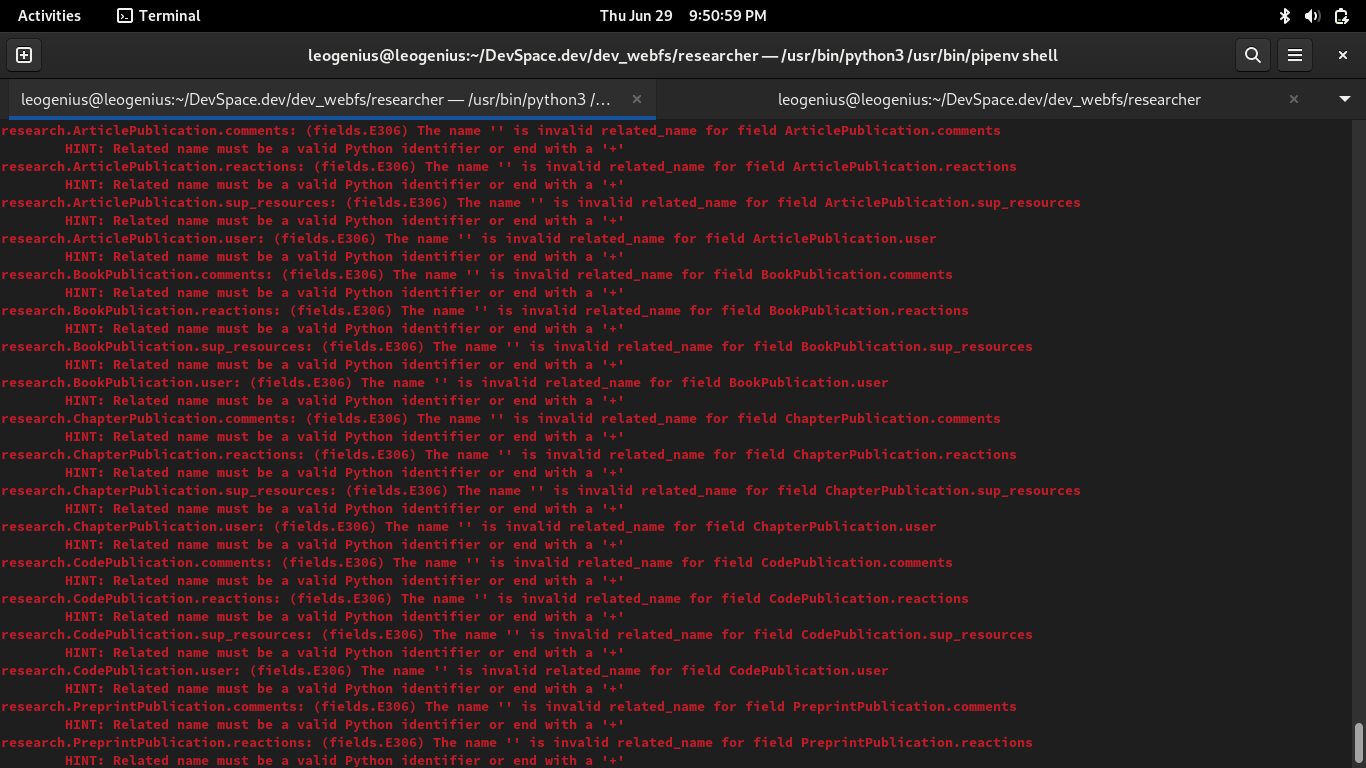 Activities
Terminal
Thu Jun 29 9:50:59 PM
leogenius@leogenius:~/DevSpace.dev/dev_webfs/researcher — /usr/bin/python3 /usr/bin/pipenv shell
leogenius@leogenius:~/DevSpace.dev/dev_webfs/researcher — /usr/bin/python3 /...
leogenius@leogenius:~/DevSpace.dev/dev_webfs/researcher
research.ArticlePublication.comments: (fields.E306) The name '' is invalid related_name for field ArticlePublication.comments
HINT: Related name must be a valid Python identifier or end with a '+'
research.ArticlePublication.reactions: (fields.E306) The name '' is invalid related_name for field ArticlePublication.reactions
HINT: Related name must be a valid Python identifier or end with a '+'
research.ArticlePublication.sup_resources: (fields.E306) The name '' is invalid related_name for field ArticlePublication.sup_resources
HINT: Related name must be a valid Python identifier or end with a '+'
research.ArticlePublication.user: (fields.E306) The name '' is invalid related_name for field ArticlePublication.user
HINT: Related name must be a valid Python identifier or end with a '+'
research.BookPublication.comments: (fields.E306) The name '' is invalid related_name for field BookPublication.comments
HINT: Related name must be a valid Python identifier or end with a '+'
research.BookPublication.reactions: (fields.E306) The name '' is invalid related_name for field BookPublication.reactions
HINT: Related name must be a valid Python identifier or end with a '+'
research.BookPublication.sup_resources: (fields.E306) The name '' is invalid related_name for field BookPublication.sup_resources
HINT: Related name must be a valid Python identifier or end with a '+'
research.BookPublication.user: (fields.E306) The name '' is invalid related_name for field BookPublication.user
HINT: Related name must be a valid Python identifier or end with a '+'
research.ChapterPublication.comments: (fields.E306) The name '' is invalid related_name for field ChapterPublication.comments
HINT: Related name must be a valid Python identifier or end with a '+'
research.ChapterPublication.reactions: (fields.E306) The name '' is invalid related_name for field ChapterPublication.reactions
HINT: Related name must be a valid Python identifier or end with a '+'
research.ChapterPublication.sup_resources: (fields.E306) The name '' is invalid related_name for field ChapterPublication.sup_resources
HINT: Related name must be a valid Python identifier or end with a '+'
research.ChapterPublication.user: (fields.E306) The name '' is invalid related_name for field ChapterPublication.user
HINT: Related name must be a valid Python identifier or end with a '+'
research.CodePublication.comments: (fields.E306) The name '' is invalid related_name for field CodePublication.comments
HINT: Related name must be a valid Python identifier or end with a '+'
research.CodePublication.reactions: (fields.E306) The name '' is invalid related_name for field CodePublication.reactions
HINT: Related name must be a valid Python identifier or end with a '+'
research.CodePublication.sup_resources: (fields.E306) The name '' is invalid related_name for field CodePublication.sup_resources
HINT: Related name must be a valid Python identifier or end with a '+'
research.CodePublication.user: (fields.E306) The name '' is invalid related_name for field CodePublication.user
HINT: Related name must be a valid Python identifier or end with a '+'
research.PreprintPublication.comments: (fields.E306) The name '' is invalid related_name for field PreprintPublication.comments
HINT: Related name must be a valid Python identifier or end with a '+'
research.PreprintPublication.reactions: (fields.E306) The name '' is invalid related_name for field PreprintPublication.reactions
HINT: Related name must be a valid Python identifier or end with a '+'